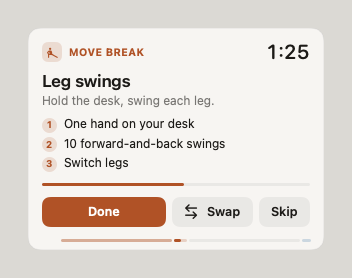 MOVE BREAK
1:25
Leg swings
Hold the desk, swing each leg.
1 One hand on your desk
2 10 forward-and-back swings
3 Switch legs
Done
Swap
Skip